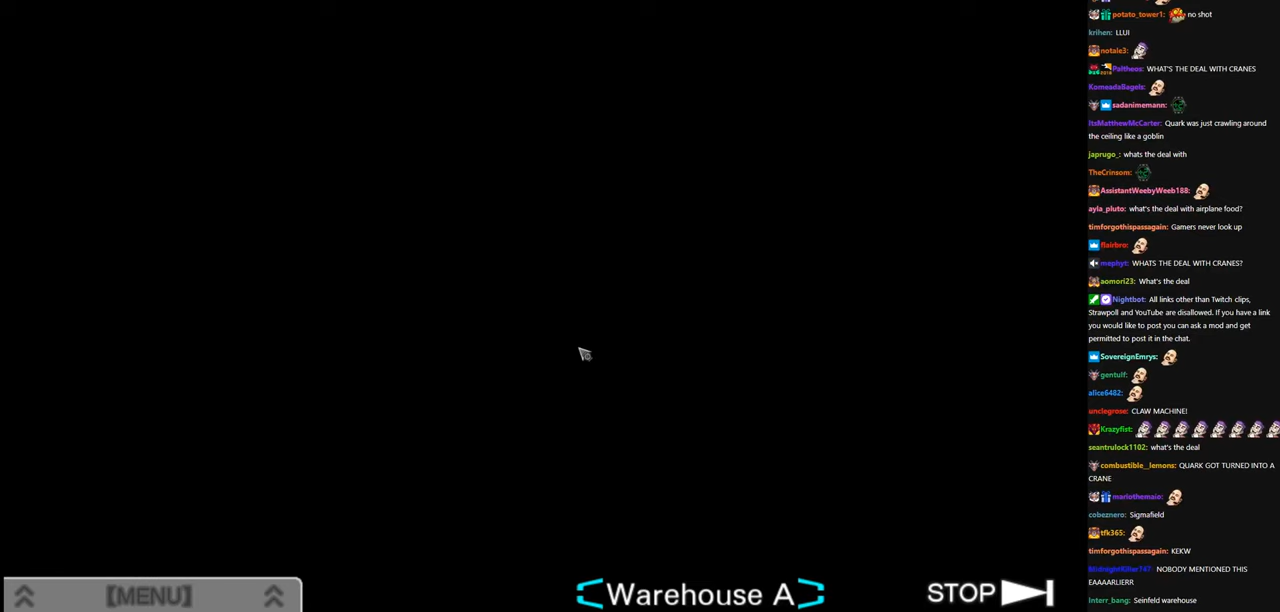 potato_tower1: no shot
krihen: LLUI
notale3:
Paltheos: WHAT'S THE DEAL WITH CRANES
KomeadaBagels:
sadanimemann:
ItsMatthewMcCarter: Quark was just crawling around
the ceiling like a goblin
japrugo_: whats the deal with
TheCrinsom:
AssistantWeebyWeeb188:
ayla_pluto: what's the deal with airplane food?
timforgothispassagain: Gamers never look up
flairbro:
mephyt: WHATS THE DEAL WITH CRANES?
aomori23: What's the deal
Nightbot: All links other than Twitch clips,
Strawpoll and YouTube are disallowed. If you have a link
you would like to post you can ask a mod and get
permitted to post it in the chat.
SovereignEmrys:
gentulf:
alice6482:
unclegrose: CLAW MACHINE!
Krazyfist:
seantrulock1102: what's the deal
combustible_lemons: QUARK GOT TURNED INTO A
CRANE
mariothemaio:
cobeznero: Sigmafield
tfk365:
timforgothispassagain: KEKW
MidnightKiller747: NOBODY MENTIONED THIS
EAAAARLIERR
Interr_bang: Seinfeld warehouse
[MENU]
Warehouse A
STOP